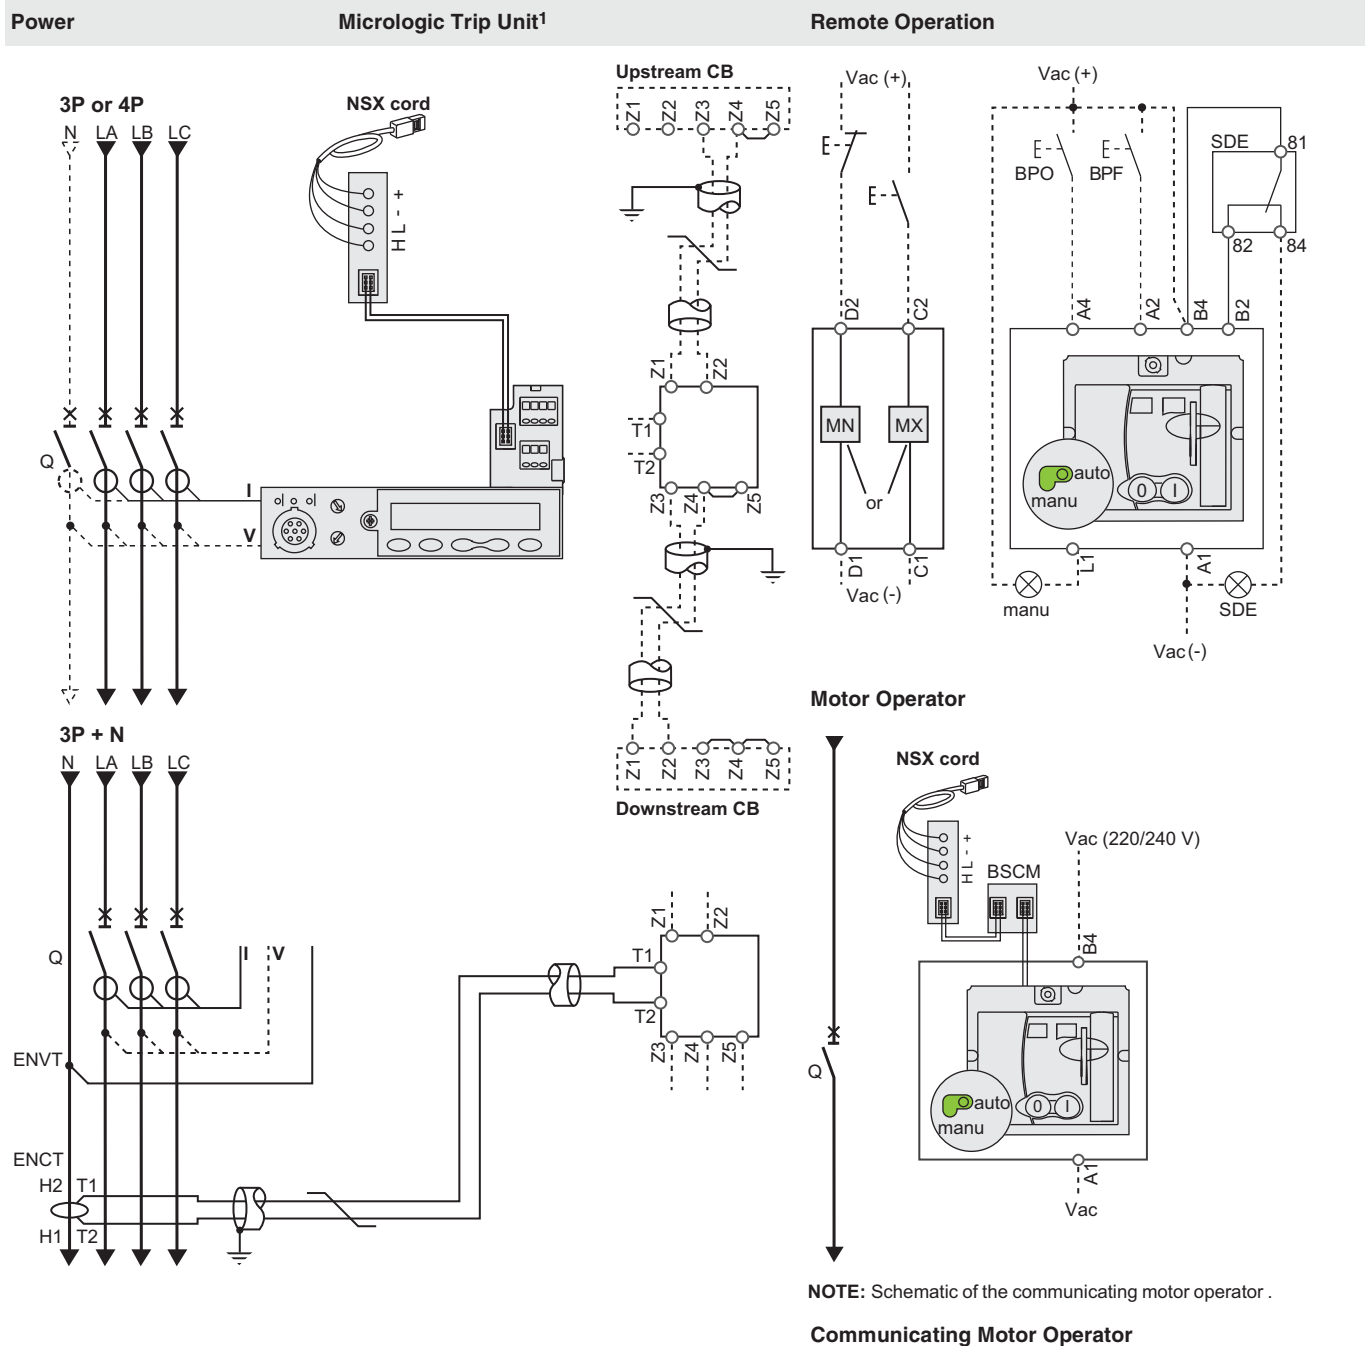 Power
Micrologic Trip Unit1
Remote Operation
3P or 4P
N LA LB LC
Q
I
V
NSX cord
H L - +
Upstream CB
Z1 Z2 Z3 Z4 Z5
Z1 Z2
T1
T2
Z3 Z4 Z5
Z1 Z2 Z3 Z4 Z5
Downstream CB
Vac (+)
D2 C2
MN MX
or
D1 C1
Vac (-)
Vac (+)
BPO BPF
SDE 81
82 84
A4 A2 B4 B2
auto
manu
0 I
L1 A1
manu
SDE
Vac (-)
Motor Operator
3P + N
N LA LB LC
Q
I V
ENVT
ENCT
H2 T1
H1 T2
Z1 Z2
T1
T2
Z3 Z4 Z5
Q
NSX cord
H L - +
BSCM
Vac (220/240 V)
B4
auto
manu
0 I
A1
Vac
NOTE: Schematic of the communicating motor operator .
Communicating Motor Operator